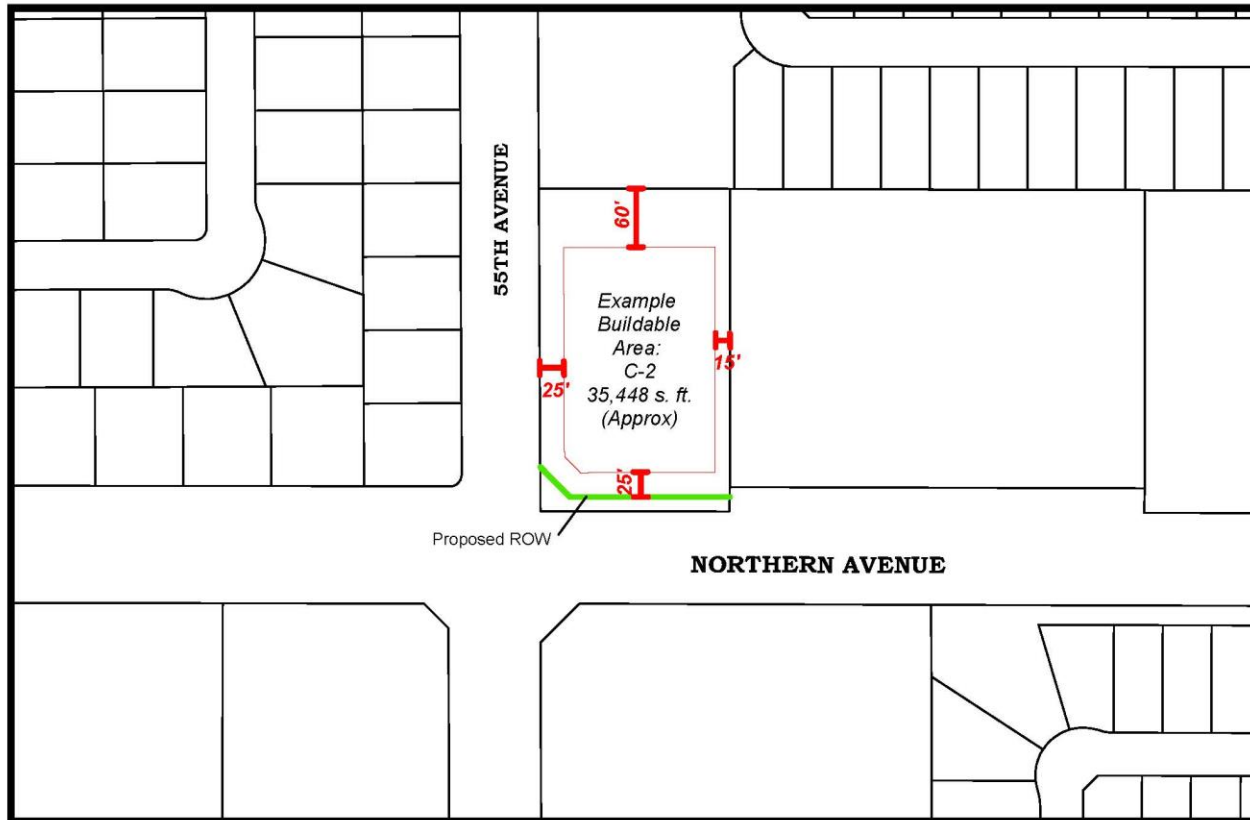 55TH AVENUE
60'
Example
Buildable
Area:
C-2
35,448 s. ft.
(Approx)
15'
25'
25'
Proposed ROW
NORTHERN AVENUE